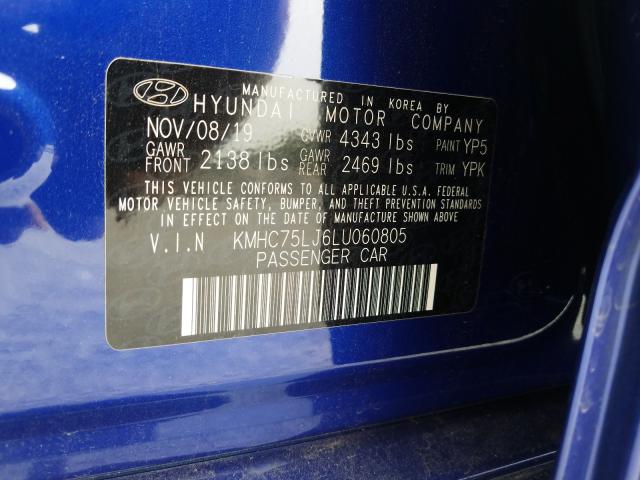 MANUFACTURED IN KOREA BY
HYUNDAI MOTOR COMPANY
NOV/08/19 GVWR 4343 lbs PAINT YP5
GAWR FRONT 2138 lbs GAWR REAR 2469 lbs TRIM YPK
THIS VEHICLE CONFORMS TO ALL APPLICABLE U.S.A. FEDERAL
MOTOR VEHICLE SAFETY, BUMPER, AND THEFT PREVENTION STANDARDS
IN EFFECT ON THE DATE OF MANUFACTURE SHOWN ABOVE.
V.I.N KMHC75LJ6LU060805
PASSENGER CAR